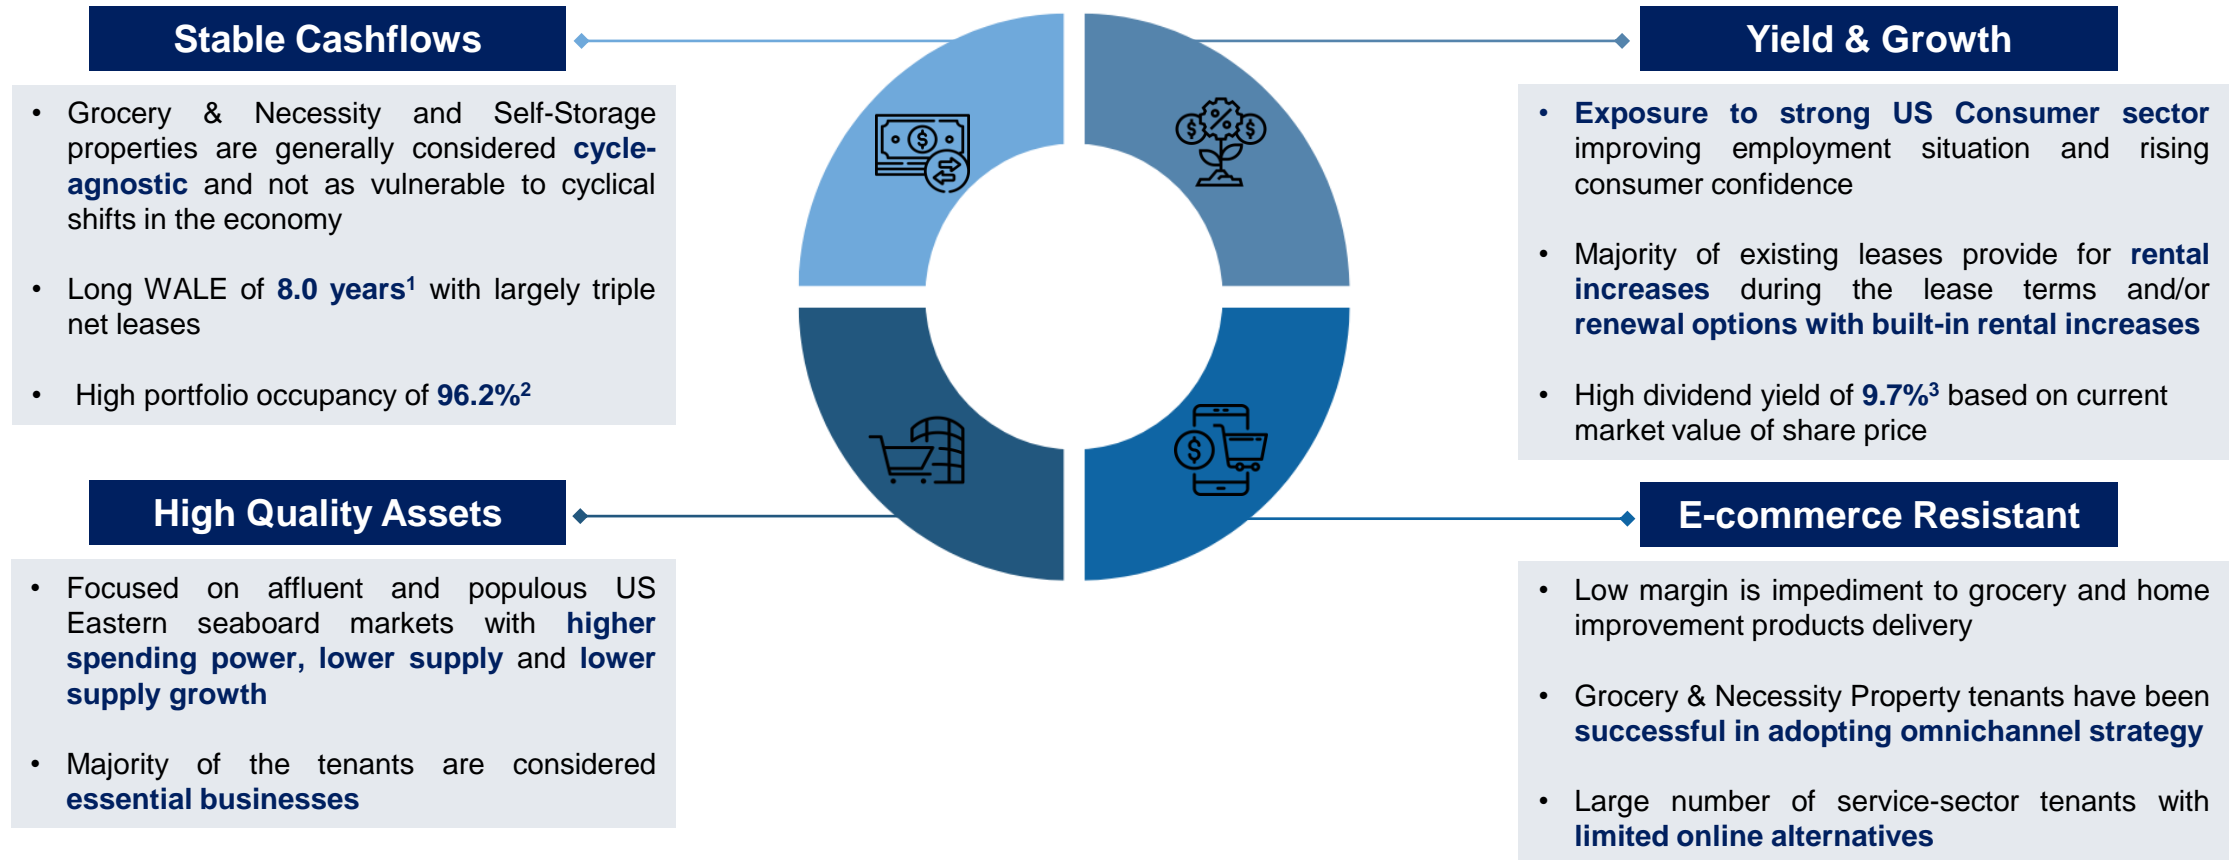 Stable Cashflows
• Grocery & Necessity and Self-Storage
properties are generally considered cycle-
agnostic and not as vulnerable to cyclical
shifts in the economy
• Long WALE of 8.0 years¹ with largely triple
net leases
• High portfolio occupancy of 96.2%²
Yield & Growth
• Exposure to strong US Consumer sector
improving employment situation and rising
consumer confidence
• Majority of existing leases provide for rental
increases during the lease terms and/or
renewal options with built-in rental increases
• High dividend yield of 9.7%³ based on current
market value of share price
High Quality Assets
• Focused on affluent and populous US
Eastern seaboard markets with higher
spending power, lower supply and lower
supply growth
• Majority of the tenants are considered
essential businesses
E-commerce Resistant
• Low margin is impediment to grocery and home
improvement products delivery
• Grocery & Necessity Property tenants have been
successful in adopting omnichannel strategy
• Large number of service-sector tenants with
limited online alternatives